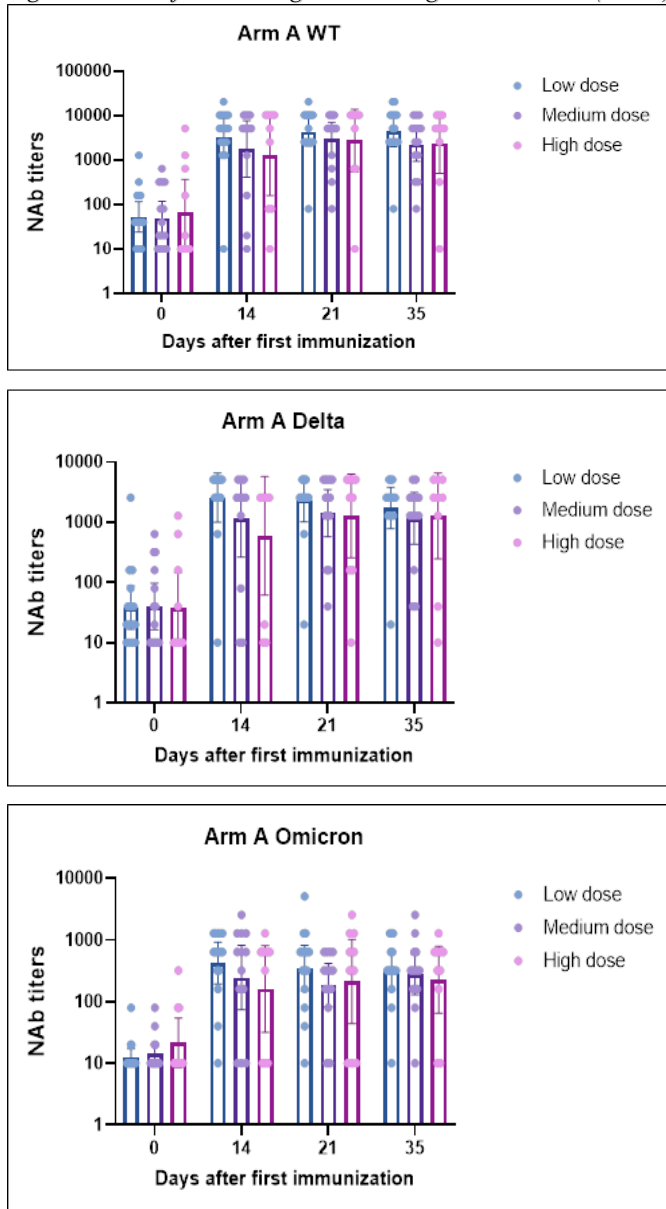 Arm A WT
100000
10000
1000
100
10
1
NAb titers
0 14 21 35
Days after first immunization
Low dose
Medium dose
High dose
Arm A Delta
10000
1000
100
10
1
NAb titers
0 14 21 35
Days after first immunization
Low dose
Medium dose
High dose
Arm A Omicron
10000
1000
100
10
1
NAb titers
0 14 21 35
Days after first immunization
Low dose
Medium dose
High dose